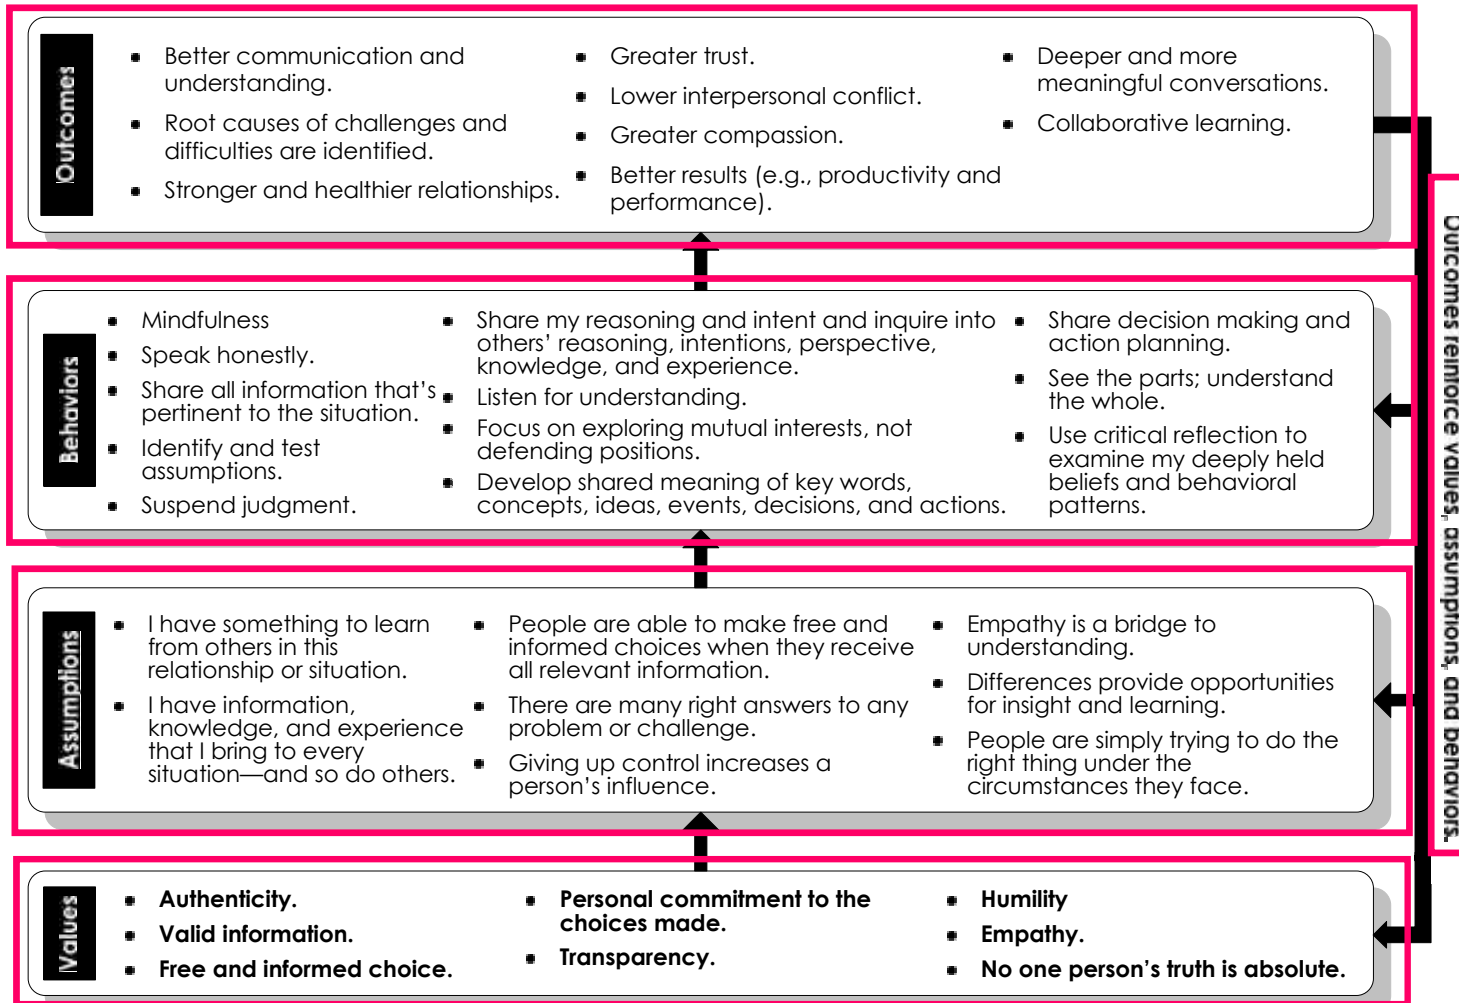 Outcomes
Better communication and
understanding.
Root causes of challenges and
difficulties are identified.
Stronger and healthier relationships.
Greater trust.
Lower interpersonal conflict.
Greater compassion.
Better results (e.g., productivity and
performance).
Deeper and more
meaningful conversations.
Collaborative learning.
Behaviors
Mindfulness
Speak honestly.
Share all information that's
pertinent to the situation.
Identify and test
assumptions.
Suspend judgment.
Share my reasoning and intent and inquire into
others' reasoning, intentions, perspective,
knowledge, and experience.
Listen for understanding.
Focus on exploring mutual interests, not
defending positions.
Develop shared meaning of key words,
concepts, ideas, events, decisions, and actions.
Share decision making and
action planning.
See the parts; understand
the whole.
Use critical reflection to
examine my deeply held
beliefs and behavioral
patterns.
Assumptions
I have something to learn
from others in this
relationship or situation.
I have information,
knowledge, and experience
that I bring to every
situation—and so do others.
People are able to make free and
informed choices when they receive
all relevant information.
There are many right answers to any
problem or challenge.
Giving up control increases a
person's influence.
Empathy is a bridge to
understanding.
Differences provide opportunities
for insight and learning.
People are simply trying to do the
right thing under the
circumstances they face.
Values
Authenticity.
Valid information.
Free and informed choice.
Personal commitment to the
choices made.
Transparency.
Humility
Empathy.
No one person's truth is absolute.
Outcomes reinforce values, assumptions, and behaviors.